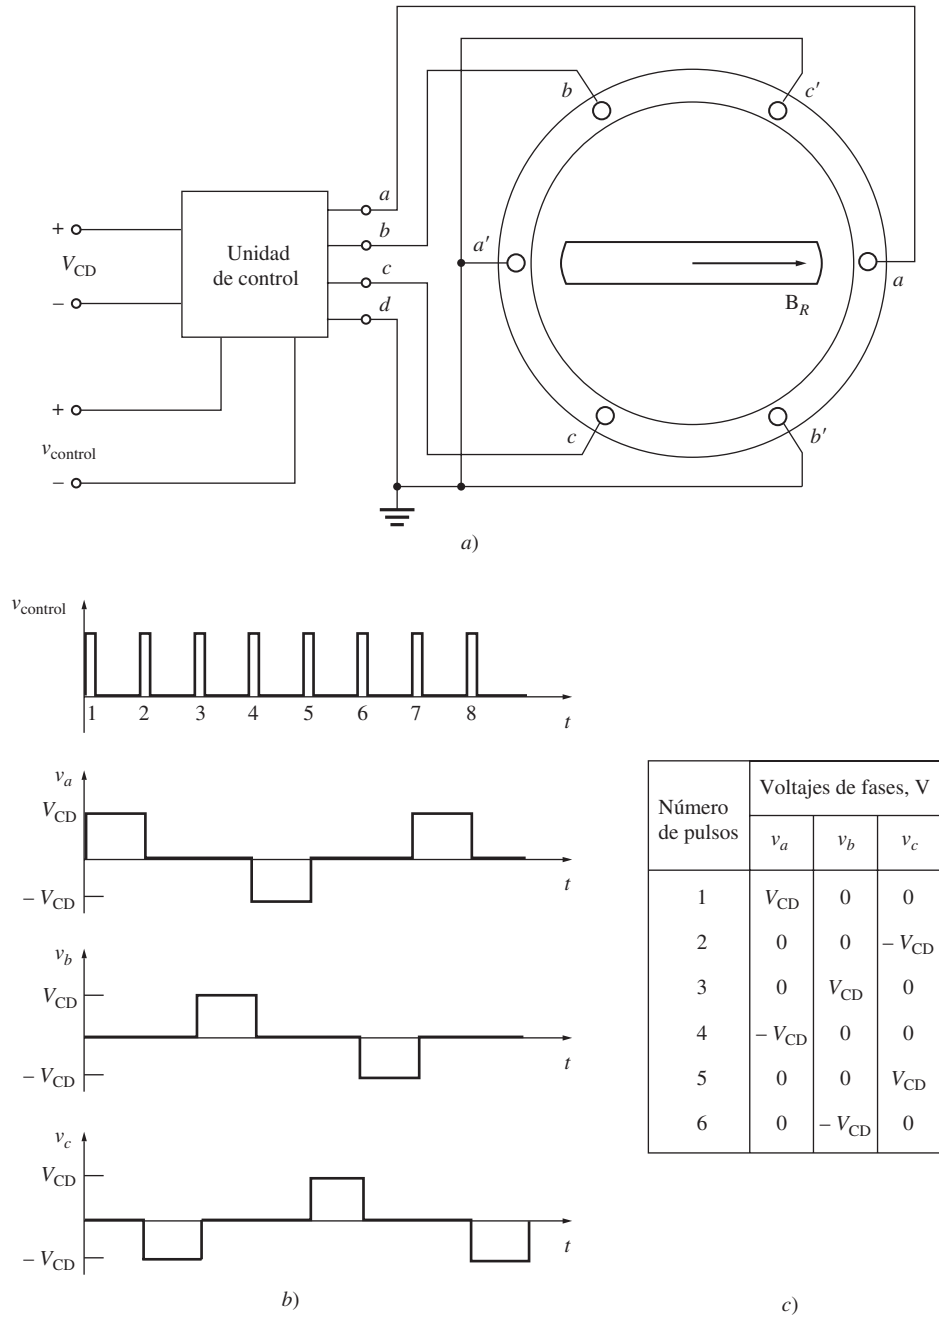 a
b
c
d
+
V_CD
−
Unidad
de control
+
v_control
−
b
c′
a′
a
B_R
c
b′
a)
v_control
1 2 3 4 5 6 7 8
t
v_a
V_CD
− V_CD
t
v_b
V_CD
− V_CD
t
v_c
V_CD
− V_CD
t
b)
Número
de pulsos
Voltajes de fases, V
v_a v_b v_c
1 V_CD 0 0
2 0 0 − V_CD
3 0 V_CD 0
4 − V_CD 0 0
5 0 0 V_CD
6 0 − V_CD 0
c)